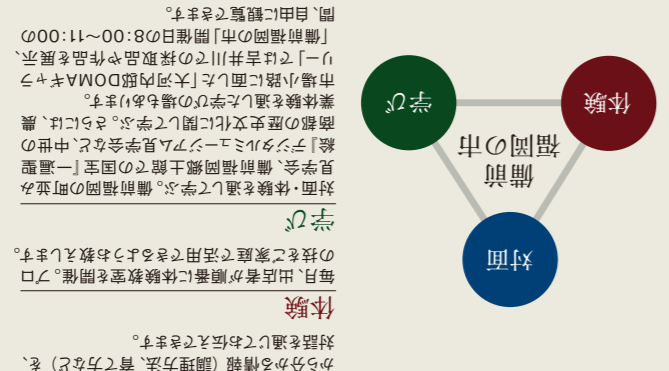 から分かる情報（調理方法、育て方など）を、
対話を通じてお伝えできます。
体験
毎月、出店者が順番に体験教室を開催。プロ
の技をご家庭で活用できるようお教えします。
学び
対面・体験を通して学ぶ。備前福岡の町並み
見学会、備前福岡郷土館での国宝『一遍聖
絵』デジタルミュージアム見学会など、中世の
商都の歴史文化に関して学ぶ。さらには、農
業体験を通した学びの場もあります。
市場小路に面した「大河内邸DOMAギャラ
リー」では吉井川での採取品や作品を展示、
「備前福岡の市」開催日の8:00〜11:00の
間、自由に観覧できます。
対面
備前
福岡の市
体験
学び